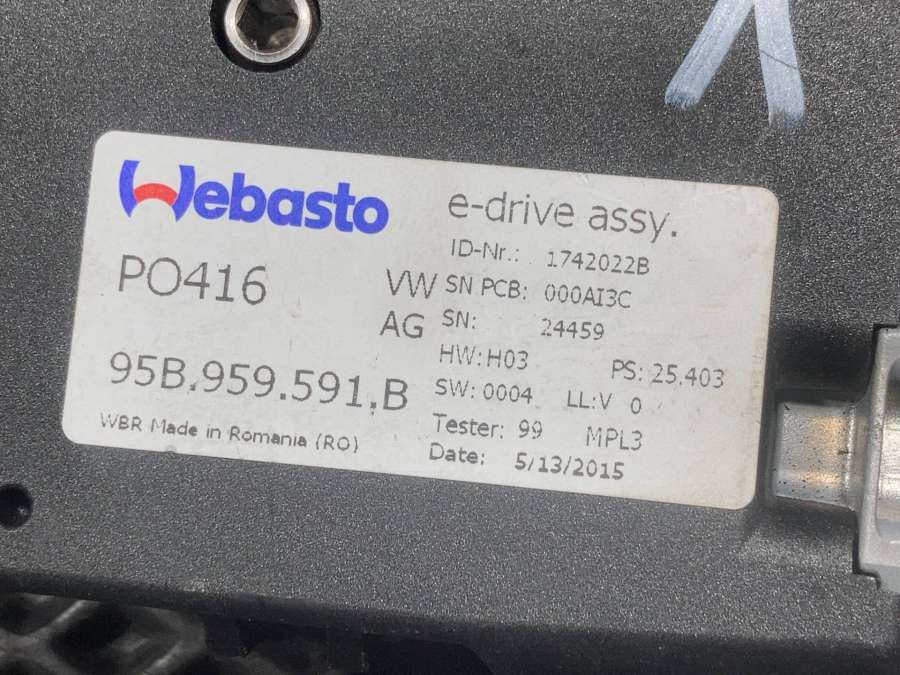 Webasto
PO416
VW
AG
95B.959.591.B
WBR Made in Romania (RO)
e-drive assy.
ID-Nr.: 1742022B
SN PCB: 000AI3C
SN: 24459
HW: H03 PS: 25.403
SW: 0004 LL:V 0
Tester: 99 MPL3
Date: 5/13/2015